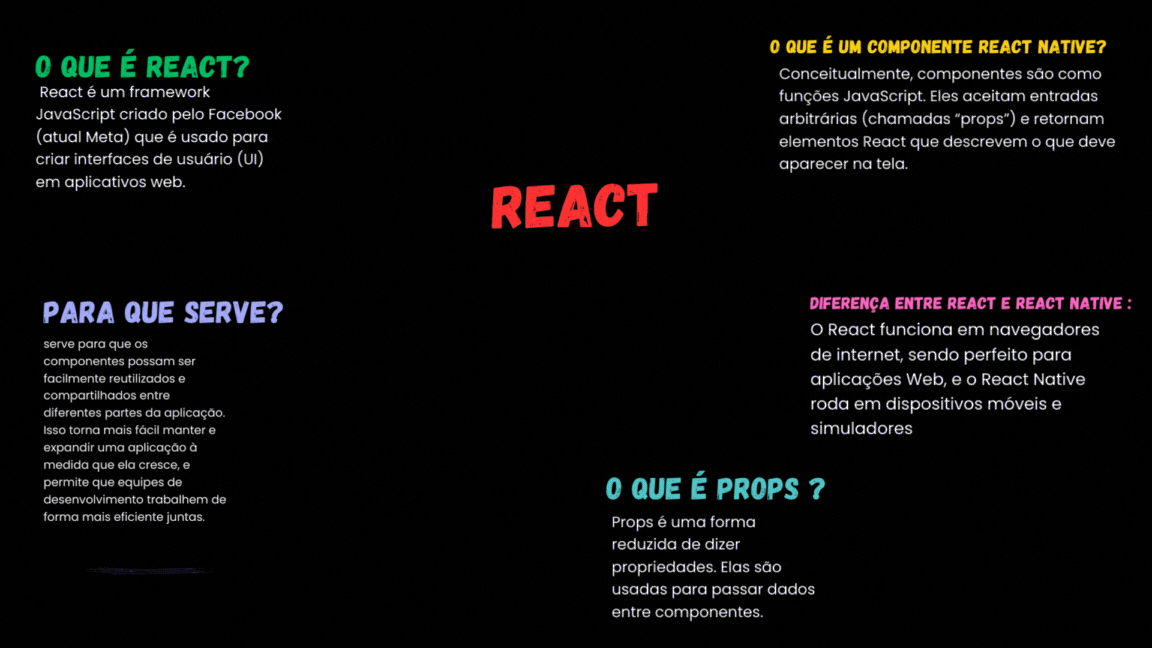 O QUE É REACT?
React é um framework
JavaScript criado pelo Facebook
(atual Meta) que é usado para
criar interfaces de usuário (UI)
em aplicativos web.
REACT
O QUE É UM COMPONENTE REACT NATIVE?
Conceitualmente, componentes são como
funções JavaScript. Eles aceitam entradas
arbitrárias (chamadas “props”) e retornam
elementos React que descrevem o que deve
aparecer na tela.
PARA QUE SERVE?
serve para que os
componentes possam ser
facilmente reutilizados e
compartilhados entre
diferentes partes da aplicação.
Isso torna mais fácil manter e
expandir uma aplicação à
medida que ela cresce, e
permite que equipes de
desenvolvimento trabalhem de
forma mais eficiente juntas.
DIFERENÇA ENTRE REACT E REACT NATIVE :
O React funciona em navegadores
de internet, sendo perfeito para
aplicações Web, e o React Native
roda em dispositivos móveis e
simuladores
O QUE É PROPS ?
Props é uma forma
reduzida de dizer
propriedades. Elas são
usadas para passar dados
entre componentes.